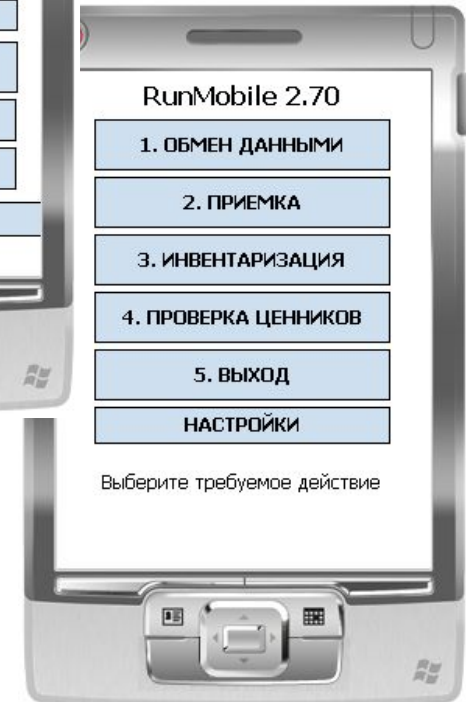 RunMobile 2.70
1. ОБМЕН ДАННЫМИ
2. ПРИЕМКА
3. ИНВЕНТАРИЗАЦИЯ
4. ПРОВЕРКА ЦЕННИКОВ
5. ВЫХОД
НАСТРОЙКИ
Выберите требуемое действие